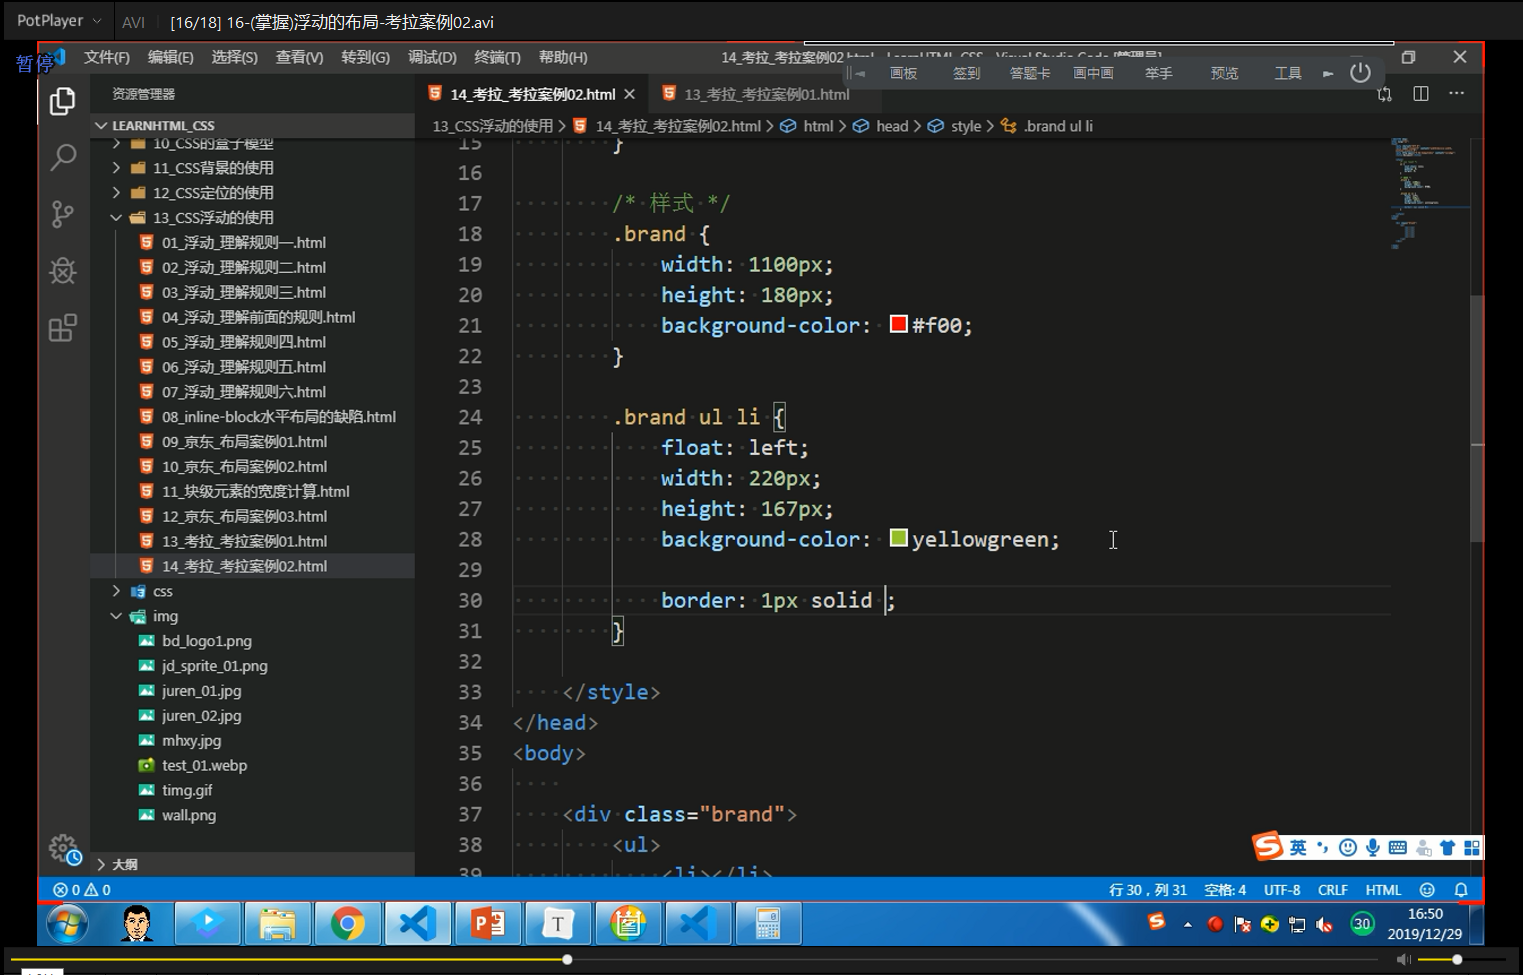 PotPlayer AVI [16/18] 16-(掌握)浮动的布局-考拉案例02.avi
暂停
文件(F) 编辑(E) 选择(S) 查看(V) 转到(G) 调试(D) 终端(T) 帮助(H)
画板 签到 答题卡 画中画 举手 预览 工具
资源管理器
14_考拉_考拉案例02.html
13_考拉_考拉案例01.html
LEARNHTML_CSS
13_CSS浮动的使用 > 14_考拉_考拉案例02.html > html > head > style > .brand ul li
10_CSS的盒子模型
11_CSS背景的使用
12_CSS定位的使用
13_CSS浮动的使用
01_浮动_理解规则一.html
02_浮动_理解规则二.html
03_浮动_理解规则三.html
04_浮动_理解前面的规则.html
05_浮动_理解规则四.html
06_浮动_理解规则五.html
07_浮动_理解规则六.html
08_inline-block水平布局的缺陷.html
09_京东_布局案例01.html
10_京东_布局案例02.html
11_块级元素的宽度计算.html
12_京东_布局案例03.html
13_考拉_考拉案例01.html
14_考拉_考拉案例02.html
css
img
bd_logo1.png
jd_sprite_01.png
juren_01.jpg
juren_02.jpg
mhxy.jpg
test_01.webp
timg.gif
wall.png
大纲
15 }
16
17 /* 样式 */
18 .brand {
19 width: 1100px;
20 height: 180px;
21 background-color: #f00;
22 }
23
24 .brand ul li {
25 float: left;
26 width: 220px;
27 height: 167px;
28 background-color: yellowgreen;
29
30 border: 1px solid ;
31 }
32
33 </style>
34 </head>
35 <body>
36
37 <div class="brand">
38 <ul>
39 <li></li>
英
0 0
行 30，列 31 空格: 4 UTF-8 CRLF HTML
T
30
16:50
2019/12/29